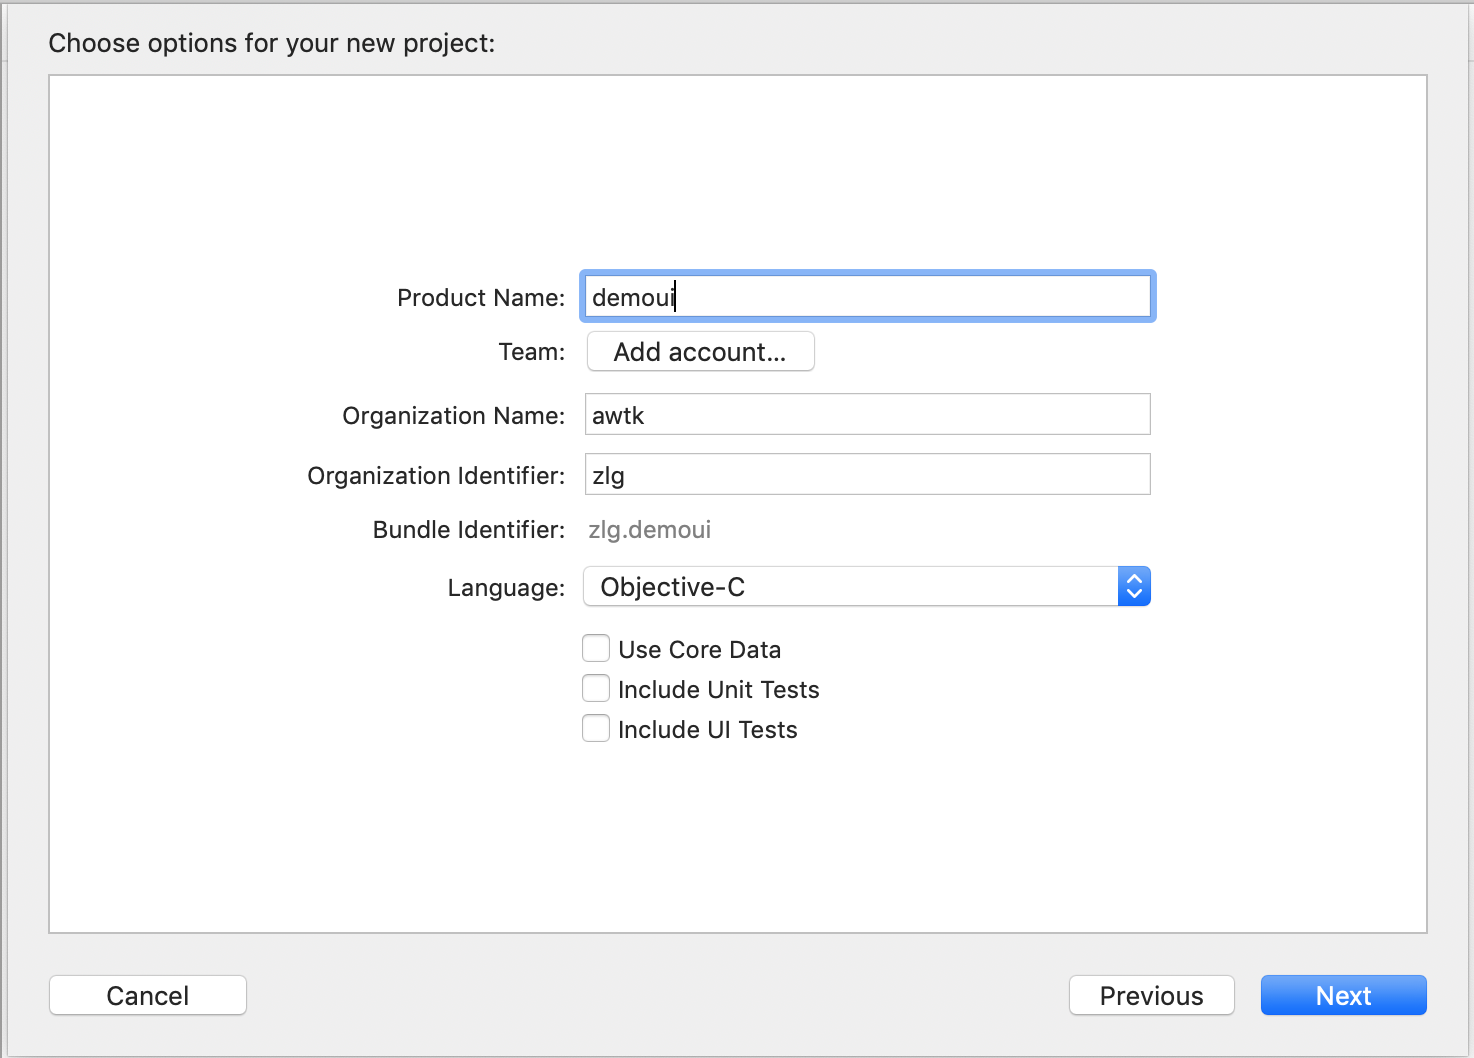 Choose options for your new project:
Product Name: demoui
Team: Add account...
Organization Name: awtk
Organization Identifier: zlg
Bundle Identifier: zlg.demoui
Language: Objective-C
Use Core Data
Include Unit Tests
Include UI Tests
Cancel Previous Next